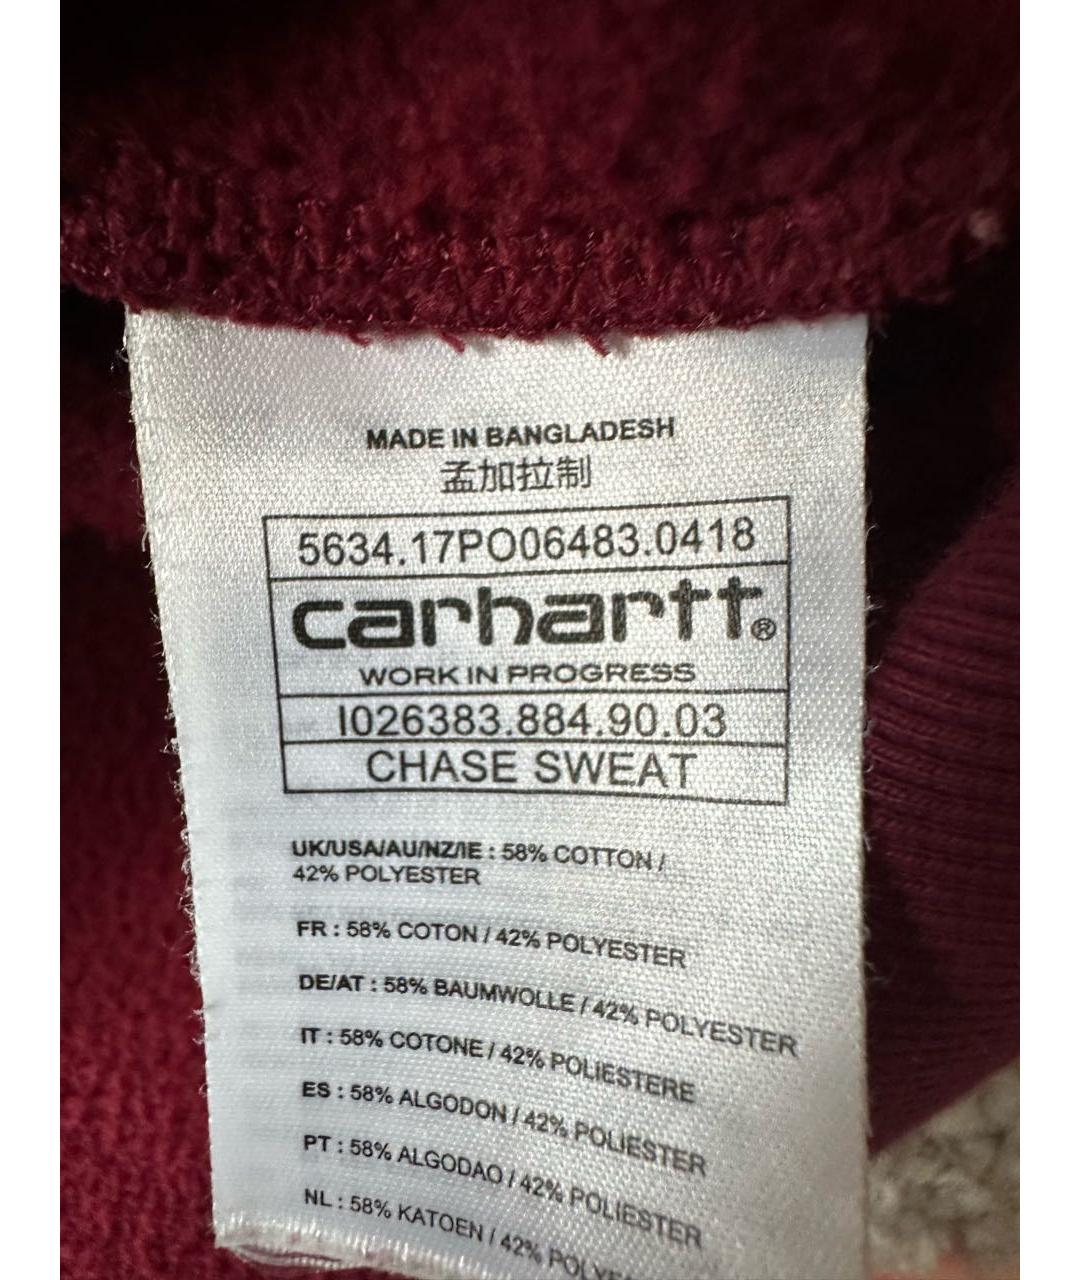 MADE IN BANGLADESH
孟加拉制
5634.17PO06483.0418
carhartt®
WORK IN PROGRESS
I026383.884.90.03
CHASE SWEAT
UK/USA/AU/NZ/IE : 58% COTTON /
42% POLYESTER
FR : 58% COTON / 42% POLYESTER
DE/AT : 58% BAUMWOLLE / 42% POLYESTER
IT : 58% COTONE / 42% POLIESTERE
ES : 58% ALGODON / 42% POLIESTER
PT : 58% ALGODAO / 42% POLIESTER
NL : 58% KATOEN / 42%